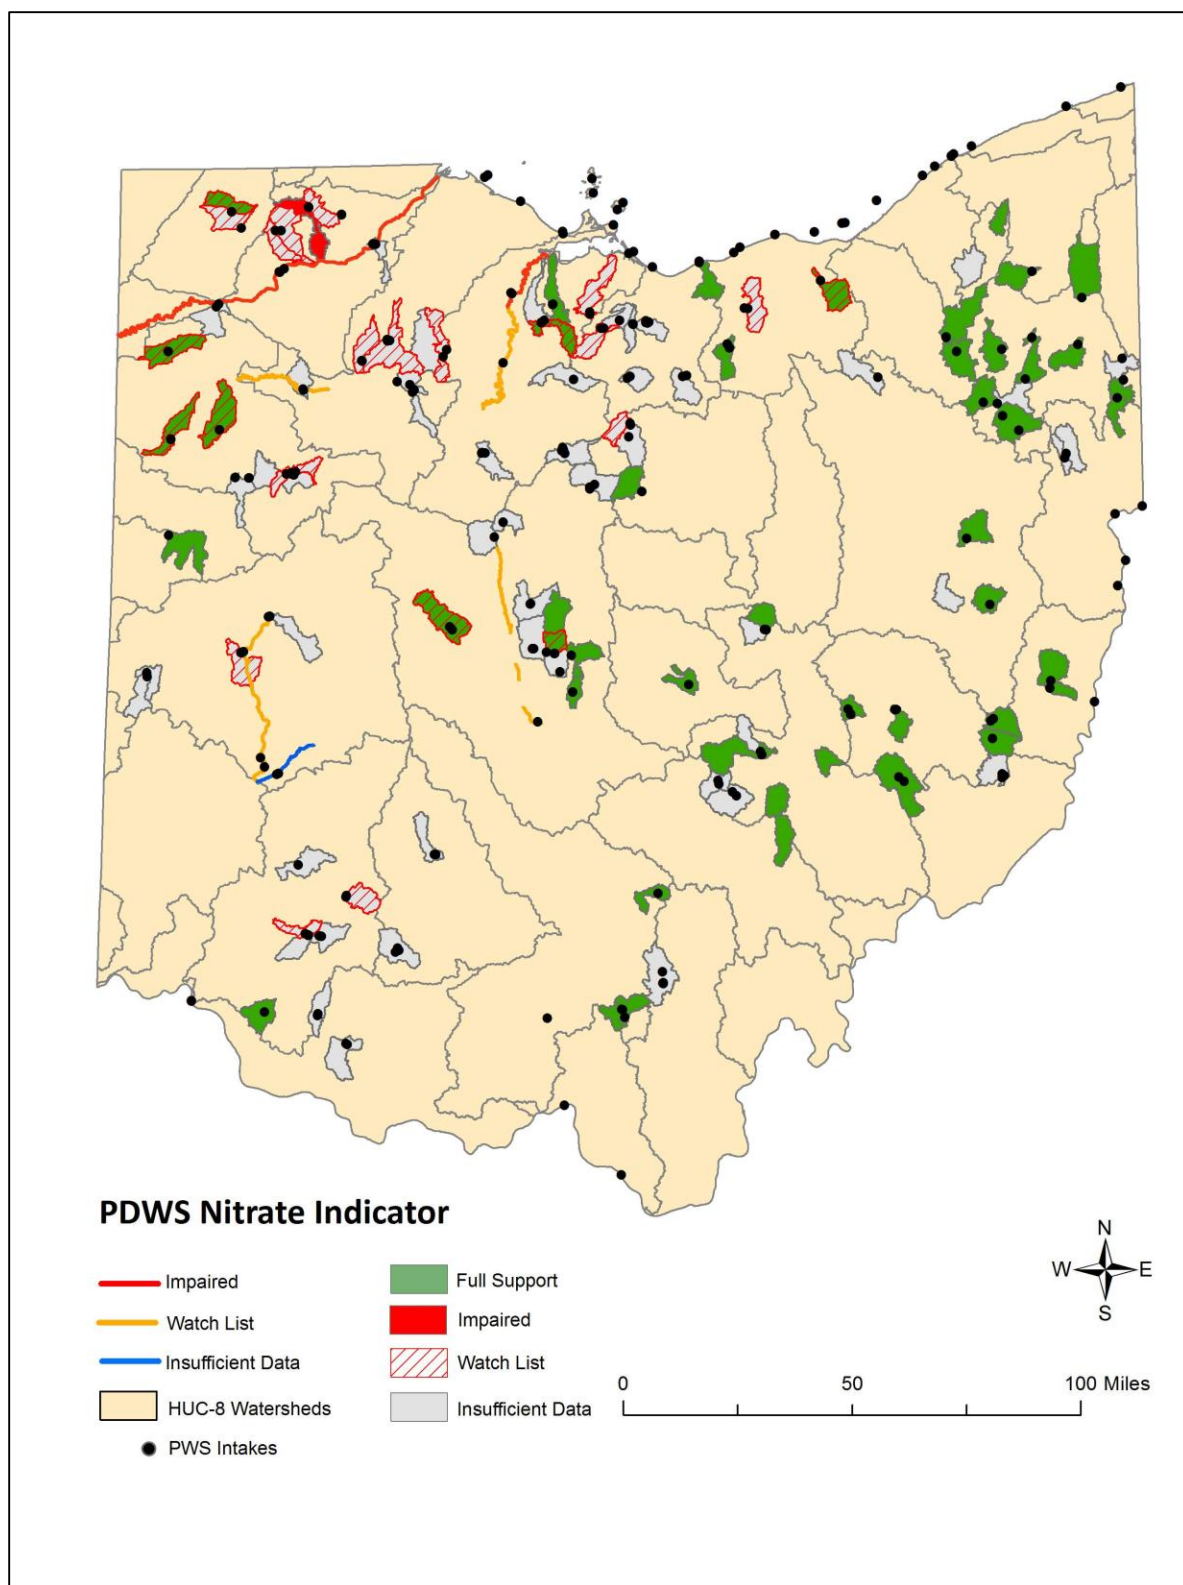 PDWS Nitrate Indicator
Impaired
Watch List
Insufficient Data
HUC-8 Watersheds
PWS Intakes
Full Support
Impaired
Watch List
Insufficient Data
N
W E
S
0 50 100 Miles